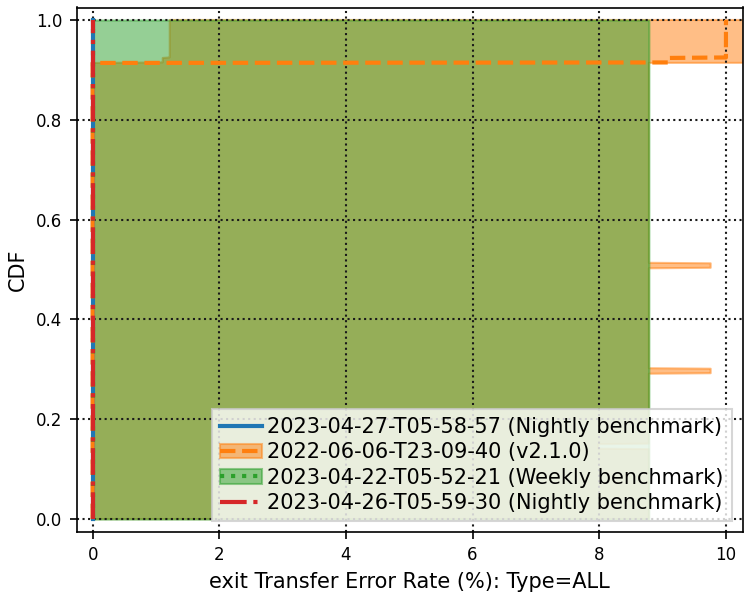 1.0
0.8
0.6
0.4
0.2
0.0
CDF
2023-04-27-T05-58-57 (Nightly benchmark)
2022-06-06-T23-09-40 (v2.1.0)
2023-04-22-T05-52-21 (Weekly benchmark)
2023-04-26-T05-59-30 (Nightly benchmark)
0 2 4 6 8 10
exit Transfer Error Rate (%): Type=ALL